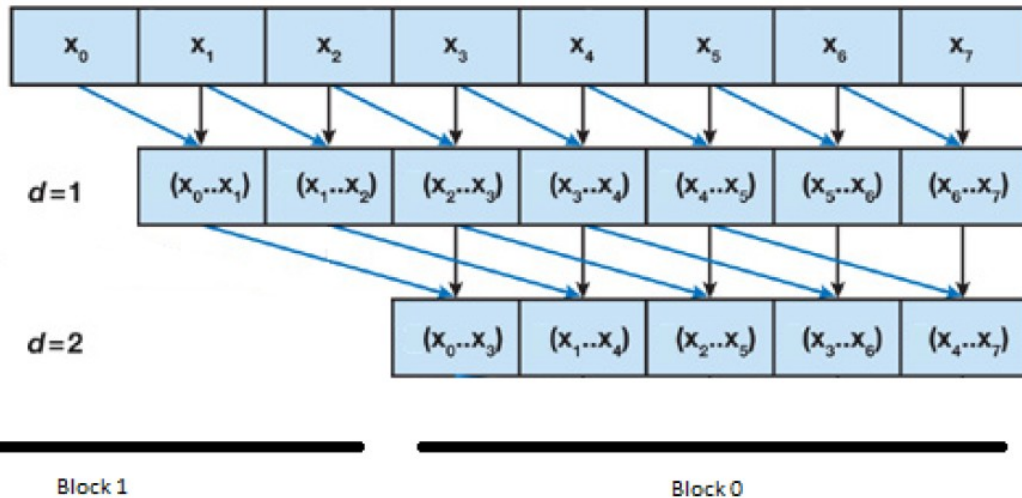 x₀ x₁ x₂ x₃ x₄ x₅ x₆ x₇
d=1 (x₀..x₁) (x₁..x₂) (x₂..x₃) (x₃..x₄) (x₄..x₅) (x₅..x₆) (x₆..x₇)
d=2 (x₀..x₃) (x₁..x₄) (x₂..x₅) (x₃..x₆) (x₄..x₇)
Block 1 Block 0